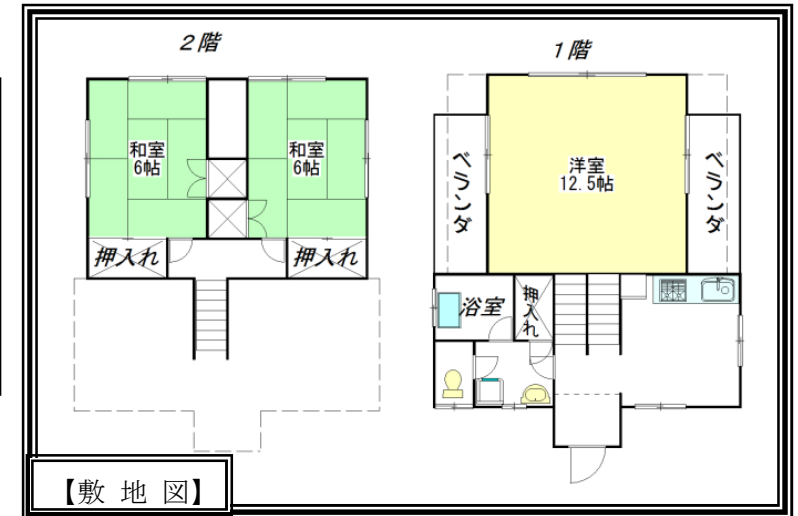 2階
1階
和室
6帖
和室
6帖
押入れ
押入れ
洋室
12.5帖
ベランダ
ベランダ
浴室
押入れ
【敷 地 図】